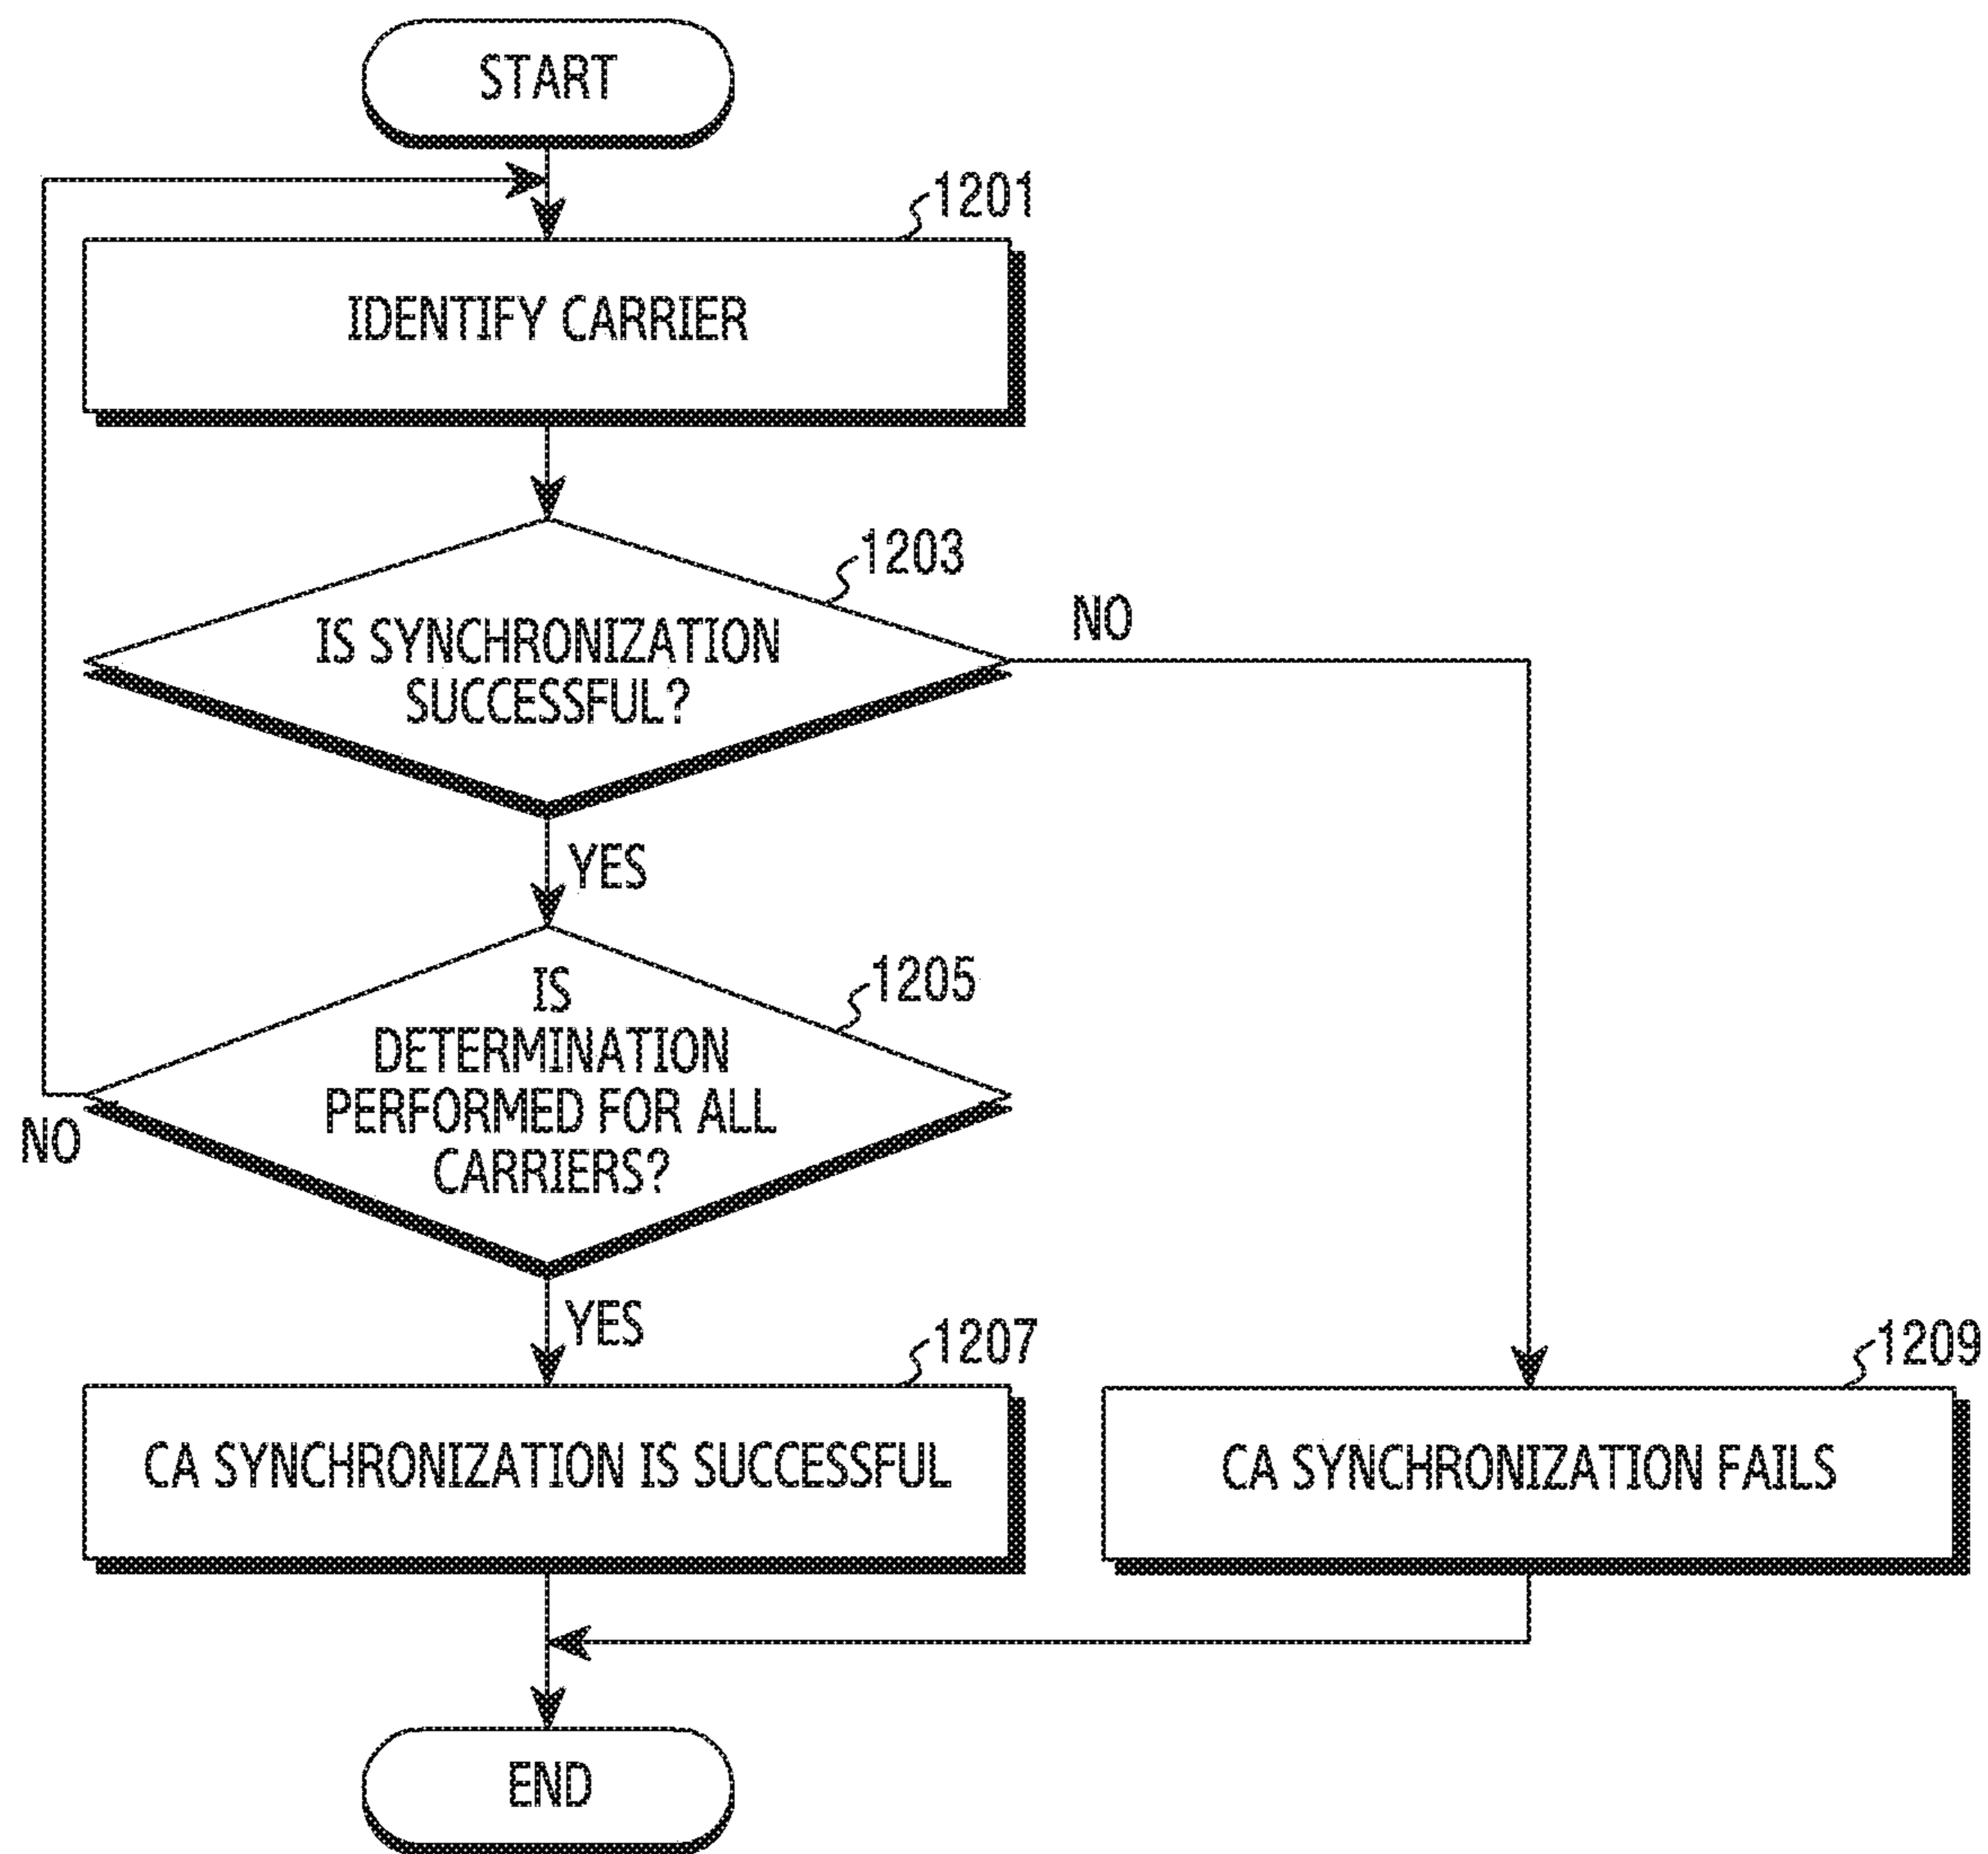 START
1201
IDENTIFY CARRIER
1203
IS SYNCHRONIZATION
SUCCESSFUL?
NO
YES
1205
IS
DETERMINATION
PERFORMED FOR ALL
CARRIERS?
NO
YES
1207
CA SYNCHRONIZATION IS SUCCESSFUL
1209
CA SYNCHRONIZATION FAILS
END